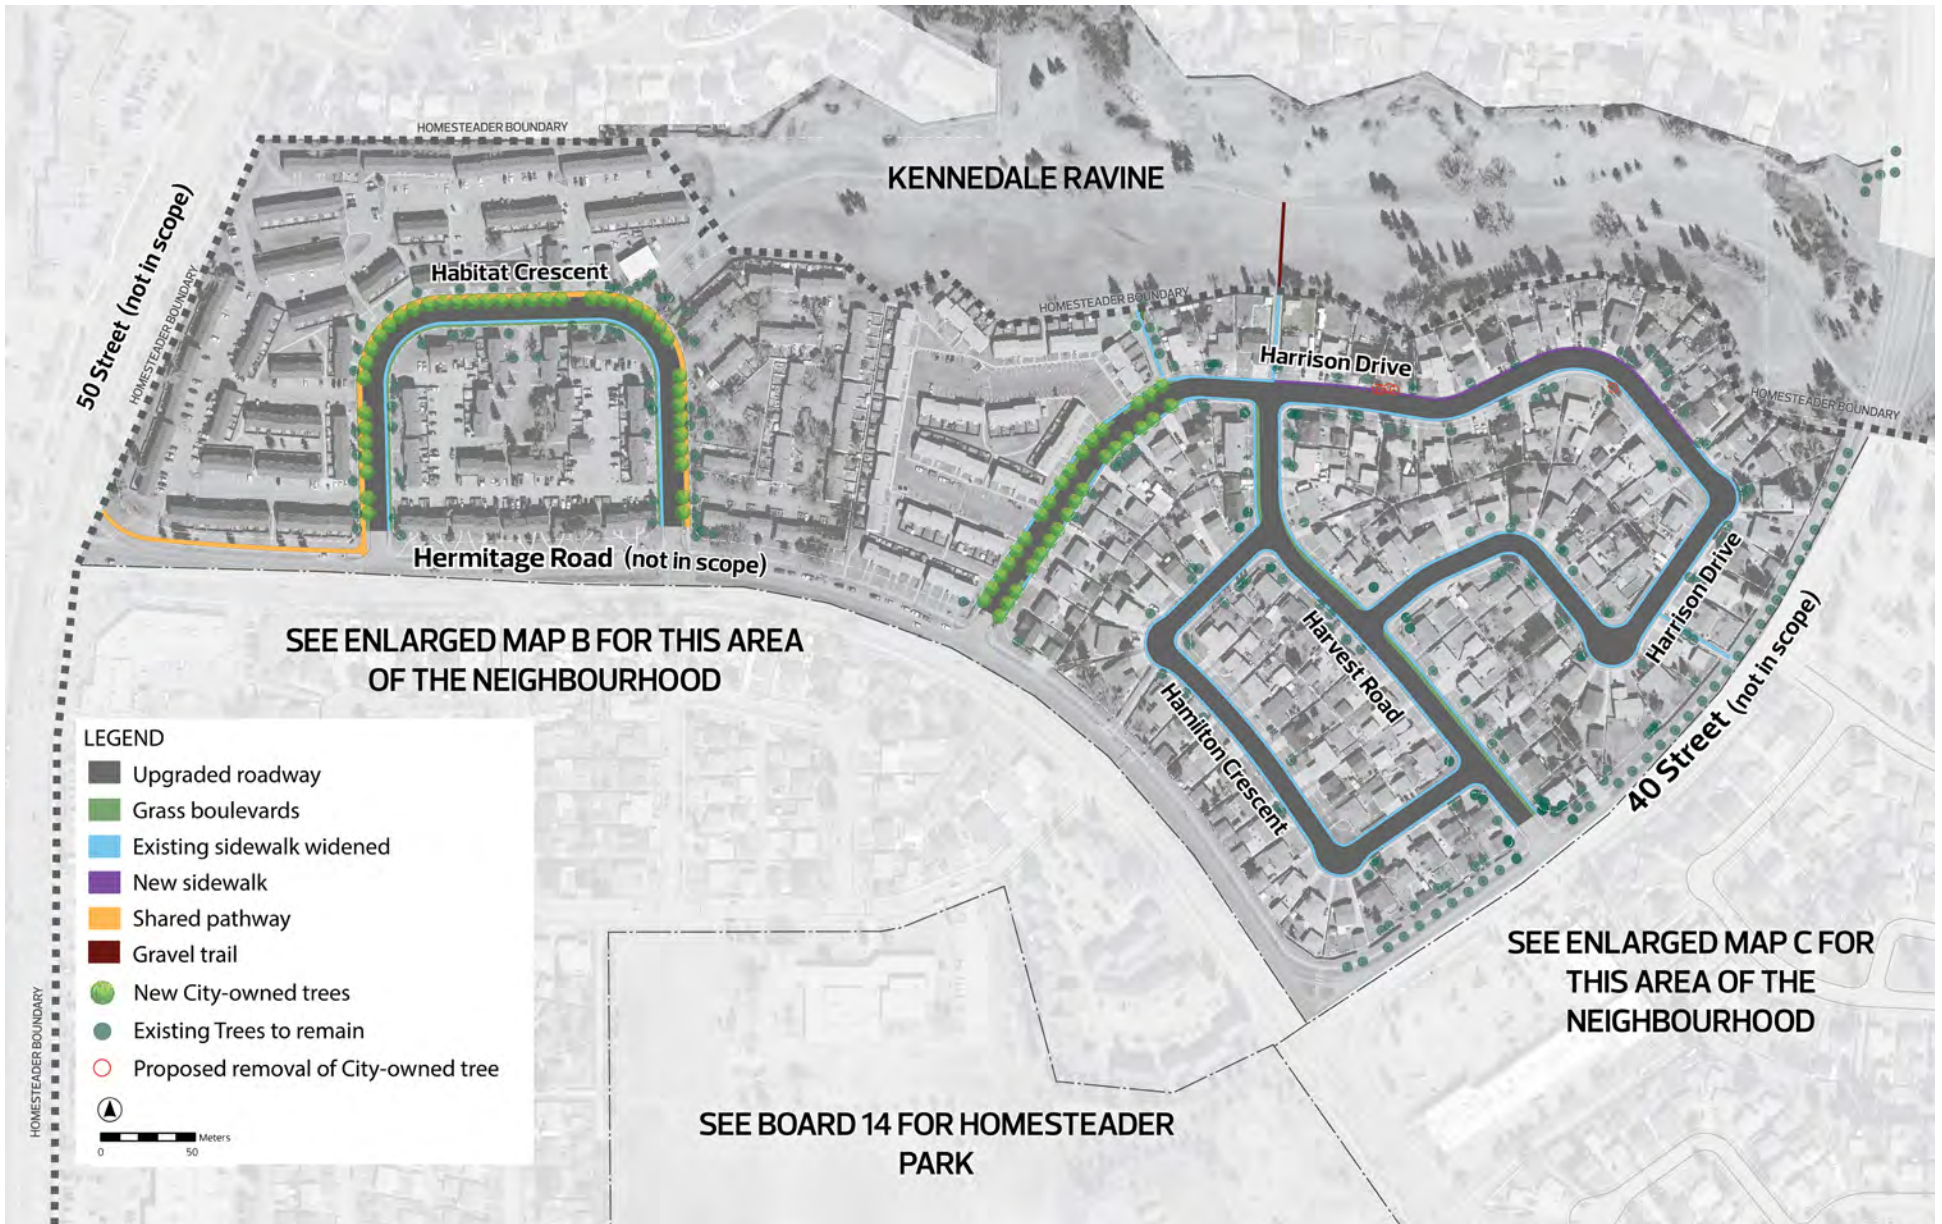 HOMESTEADER BOUNDARY
KENNEDALE RAVINE
50 Street (not in scope)
HOMESTEADER BOUNDARY
Habitat Crescent
HOMESTEADER BOUNDARY
Harrison Drive
HOMESTEADER BOUNDARY
Hermitage Road (not in scope)
Harrison Drive
SEE ENLARGED MAP B FOR THIS AREA
OF THE NEIGHBOURHOOD
Harvest Road
Hamilton Crescent
40 Street (not in scope)
LEGEND
Upgraded roadway
Grass boulevards
Existing sidewalk widened
New sidewalk
Shared pathway
Gravel trail
New City-owned trees
Existing Trees to remain
Proposed removal of City-owned tree
Meters
0 50
HOMESTEADER BOUNDARY
SEE ENLARGED MAP C FOR
THIS AREA OF THE
NEIGHBOURHOOD
SEE BOARD 14 FOR HOMESTEADER
PARK